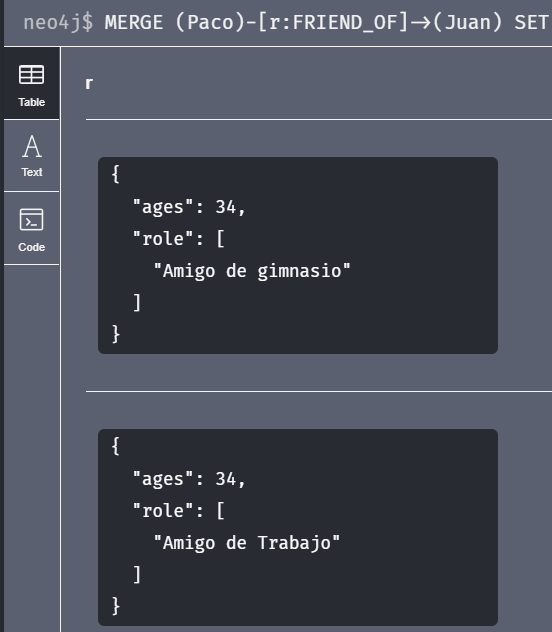 neo4j$ MERGE (Paco)-[r:FRIEND_OF]->(Juan) SET
Table
r
{
"ages": 34,
"role": [
"Amigo de gimnasio"
]
}
Text
Code
{
"ages": 34,
"role": [
"Amigo de Trabajo"
]
}